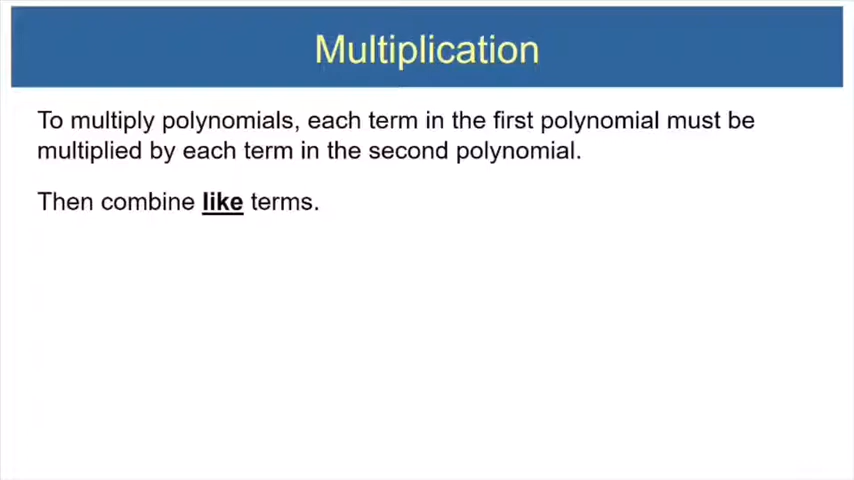 Multiplication
To multiply polynomials, each term in the first polynomial must be
multiplied by each term in the second polynomial.
Then combine like terms.